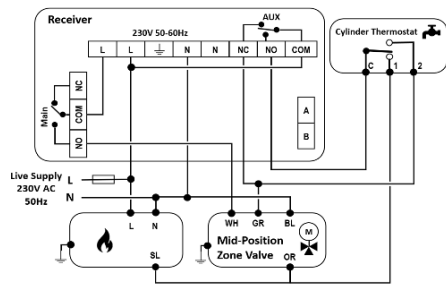 Receiver
AUX
230V 50-60Hz
L L N N NC NO COM
Cylinder Thermostat
C 1 2
Main
NC
COM
NO
A
B
Live Supply
230V AC
50Hz
L
N
L N
SL
WH GR BL
Mid-Position
Zone Valve
M
OR